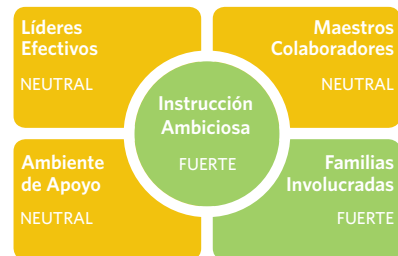 Líderes
Efectivos
NEUTRAL
Maestros
Colaboradores
NEUTRAL
Instrucción
Ambiciosa
FUERTE
Ambiente
de Apoyo
NEUTRAL
Familias
Involucradas
FUERTE